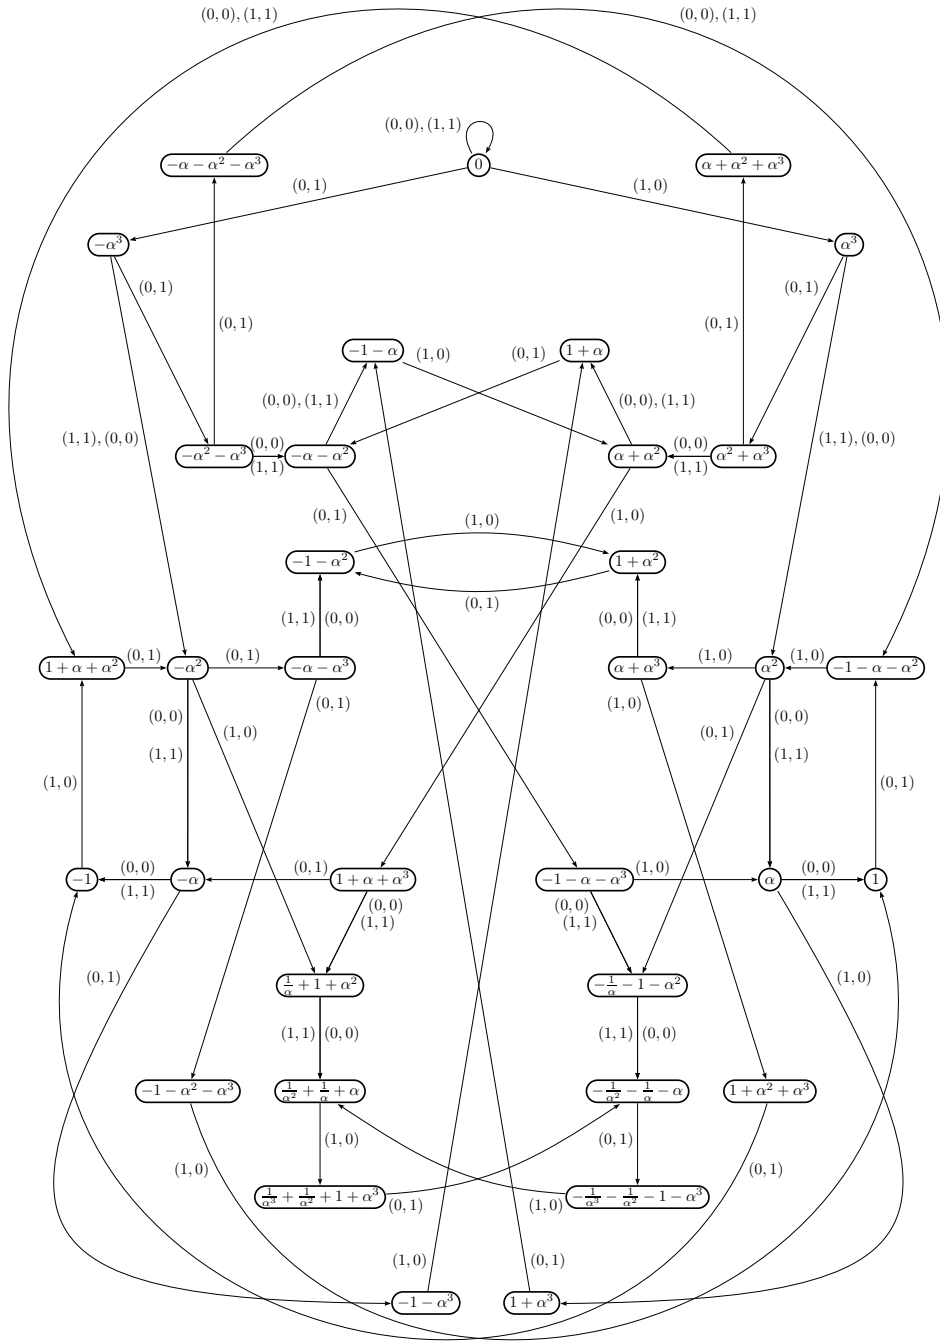 (0, 0), (1, 1) (0, 0), (1, 1)
(0, 0), (1, 1)
−α − α² − α³ 0 α + α² + α³
(0, 1) (1, 0)
−α³ α³
(0, 1) (0, 1)
(0, 1) (0, 1)
−1 − α (1, 0) (0, 1) 1 + α
(0, 0), (1, 1) (0, 0), (1, 1)
(1, 1), (0, 0) (0, 0) (0, 0) (1, 1), (0, 0)
−α² − α³ −α − α² α + α² α² + α³
(1, 1) (1, 1)
(0, 1) (1, 0) (1, 0)
−1 − α² 1 + α²
(0, 1)
(1, 1) (0, 0) (0, 0) (1, 1)
(0, 1) (0, 1) (1, 0) (1, 0)
1 + α + α² −α² −α − α³ α + α³ α² −1 − α − α²
(0, 1) (1, 0)
(0, 0) (0, 0)
(1, 0) (0, 1)
(1, 1) (1, 1)
(1, 0) (0, 1)
(0, 0) (0, 1) (1, 0) (0, 0)
−1 −α 1 + α + α³ −1 − α − α³ α 1
(1, 1) (1, 1)
(0, 0) (0, 0)
(1, 1) (1, 1)
(0, 1) (1, 0)
1/α + 1 + α² −1/α − 1 − α²
(1, 1) (0, 0) (1, 1) (0, 0)
−1 − α² − α³ 1/α² + 1/α + α −1/α² − 1/α − α 1 + α² + α³
(1, 0) (0, 1)
(1, 0) (0, 1)
1/α³ + 1/α² + 1 + α³ −1/α³ − 1/α² − 1 − α³
(0, 1) (1, 0)
(1, 0) (0, 1)
−1 − α³ 1 + α³